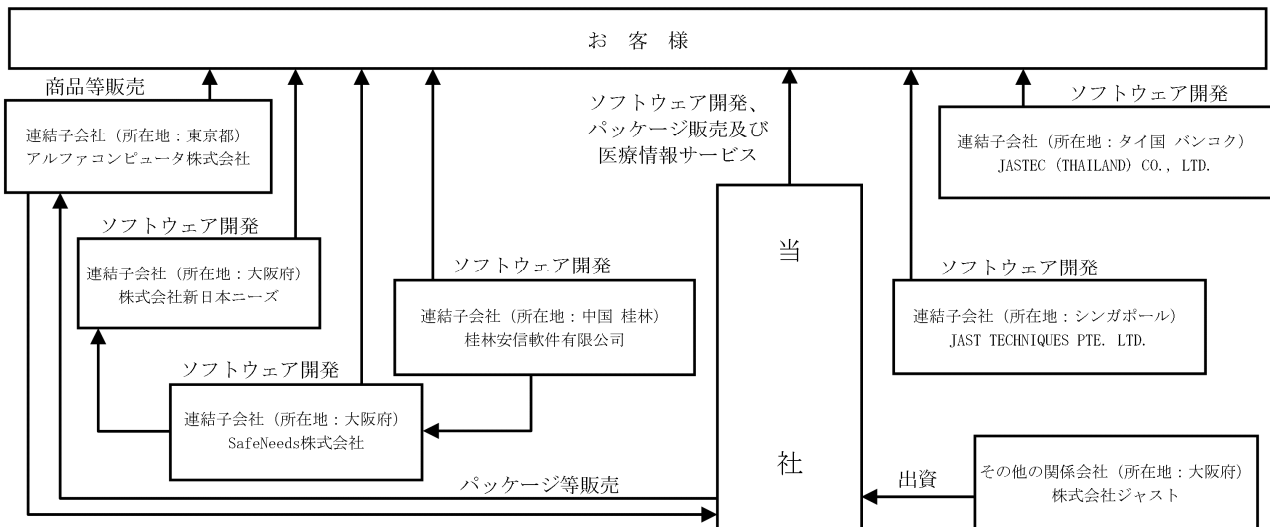 お 客 様
商品等販売
連結子会社（所在地：東京都）
アルファコンピュータ株式会社
ソフトウェア開発、
パッケージ販売及び
医療情報サービス
ソフトウェア開発
連結子会社（所在地：タイ国 バンコク）
JASTEC (THAILAND) CO., LTD.
ソフトウェア開発
連結子会社（所在地：大阪府）
株式会社新日本ニーズ
ソフトウェア開発
連結子会社（所在地：中国 桂林）
桂林安信軟件有限公司
当
社
ソフトウェア開発
連結子会社（所在地：シンガポール）
JAST TECHNIQUES PTE. LTD.
ソフトウェア開発
連結子会社（所在地：大阪府）
SafeNeeds株式会社
パッケージ等販売
出資
その他の関係会社（所在地：大阪府）
株式会社ジャスト